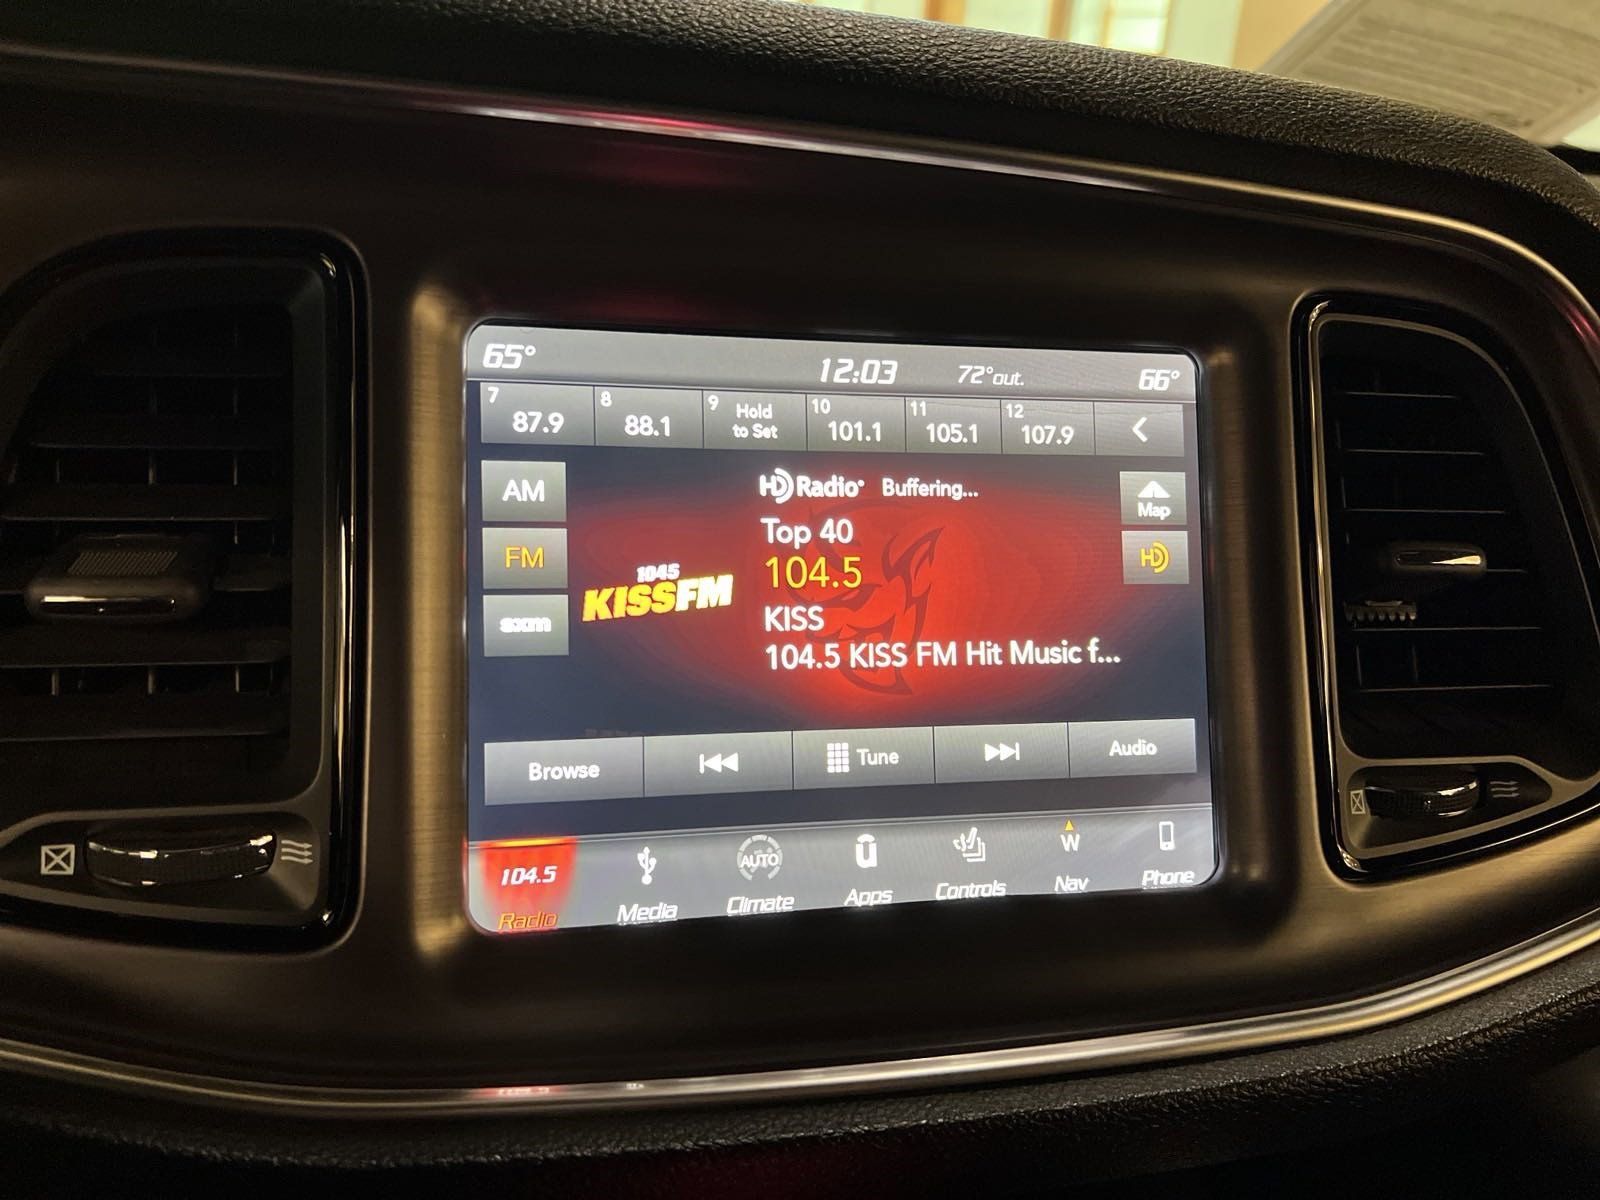 65°
12:03
72°out.
66°
7
87.9
8
88.1
9
Hold
to Set
10
101.1
11
105.1
12
107.9
AM
HD Radio
Buffering...
Map
Top 40
FM
104.5
HD
1045
KISSFM
KISS
sxm
104.5 KISS FM Hit Music f...
Browse
Tune
Audio
104.5
Radio
Media
AUTO
Climate
Apps
Controls
W
Nav
Phone